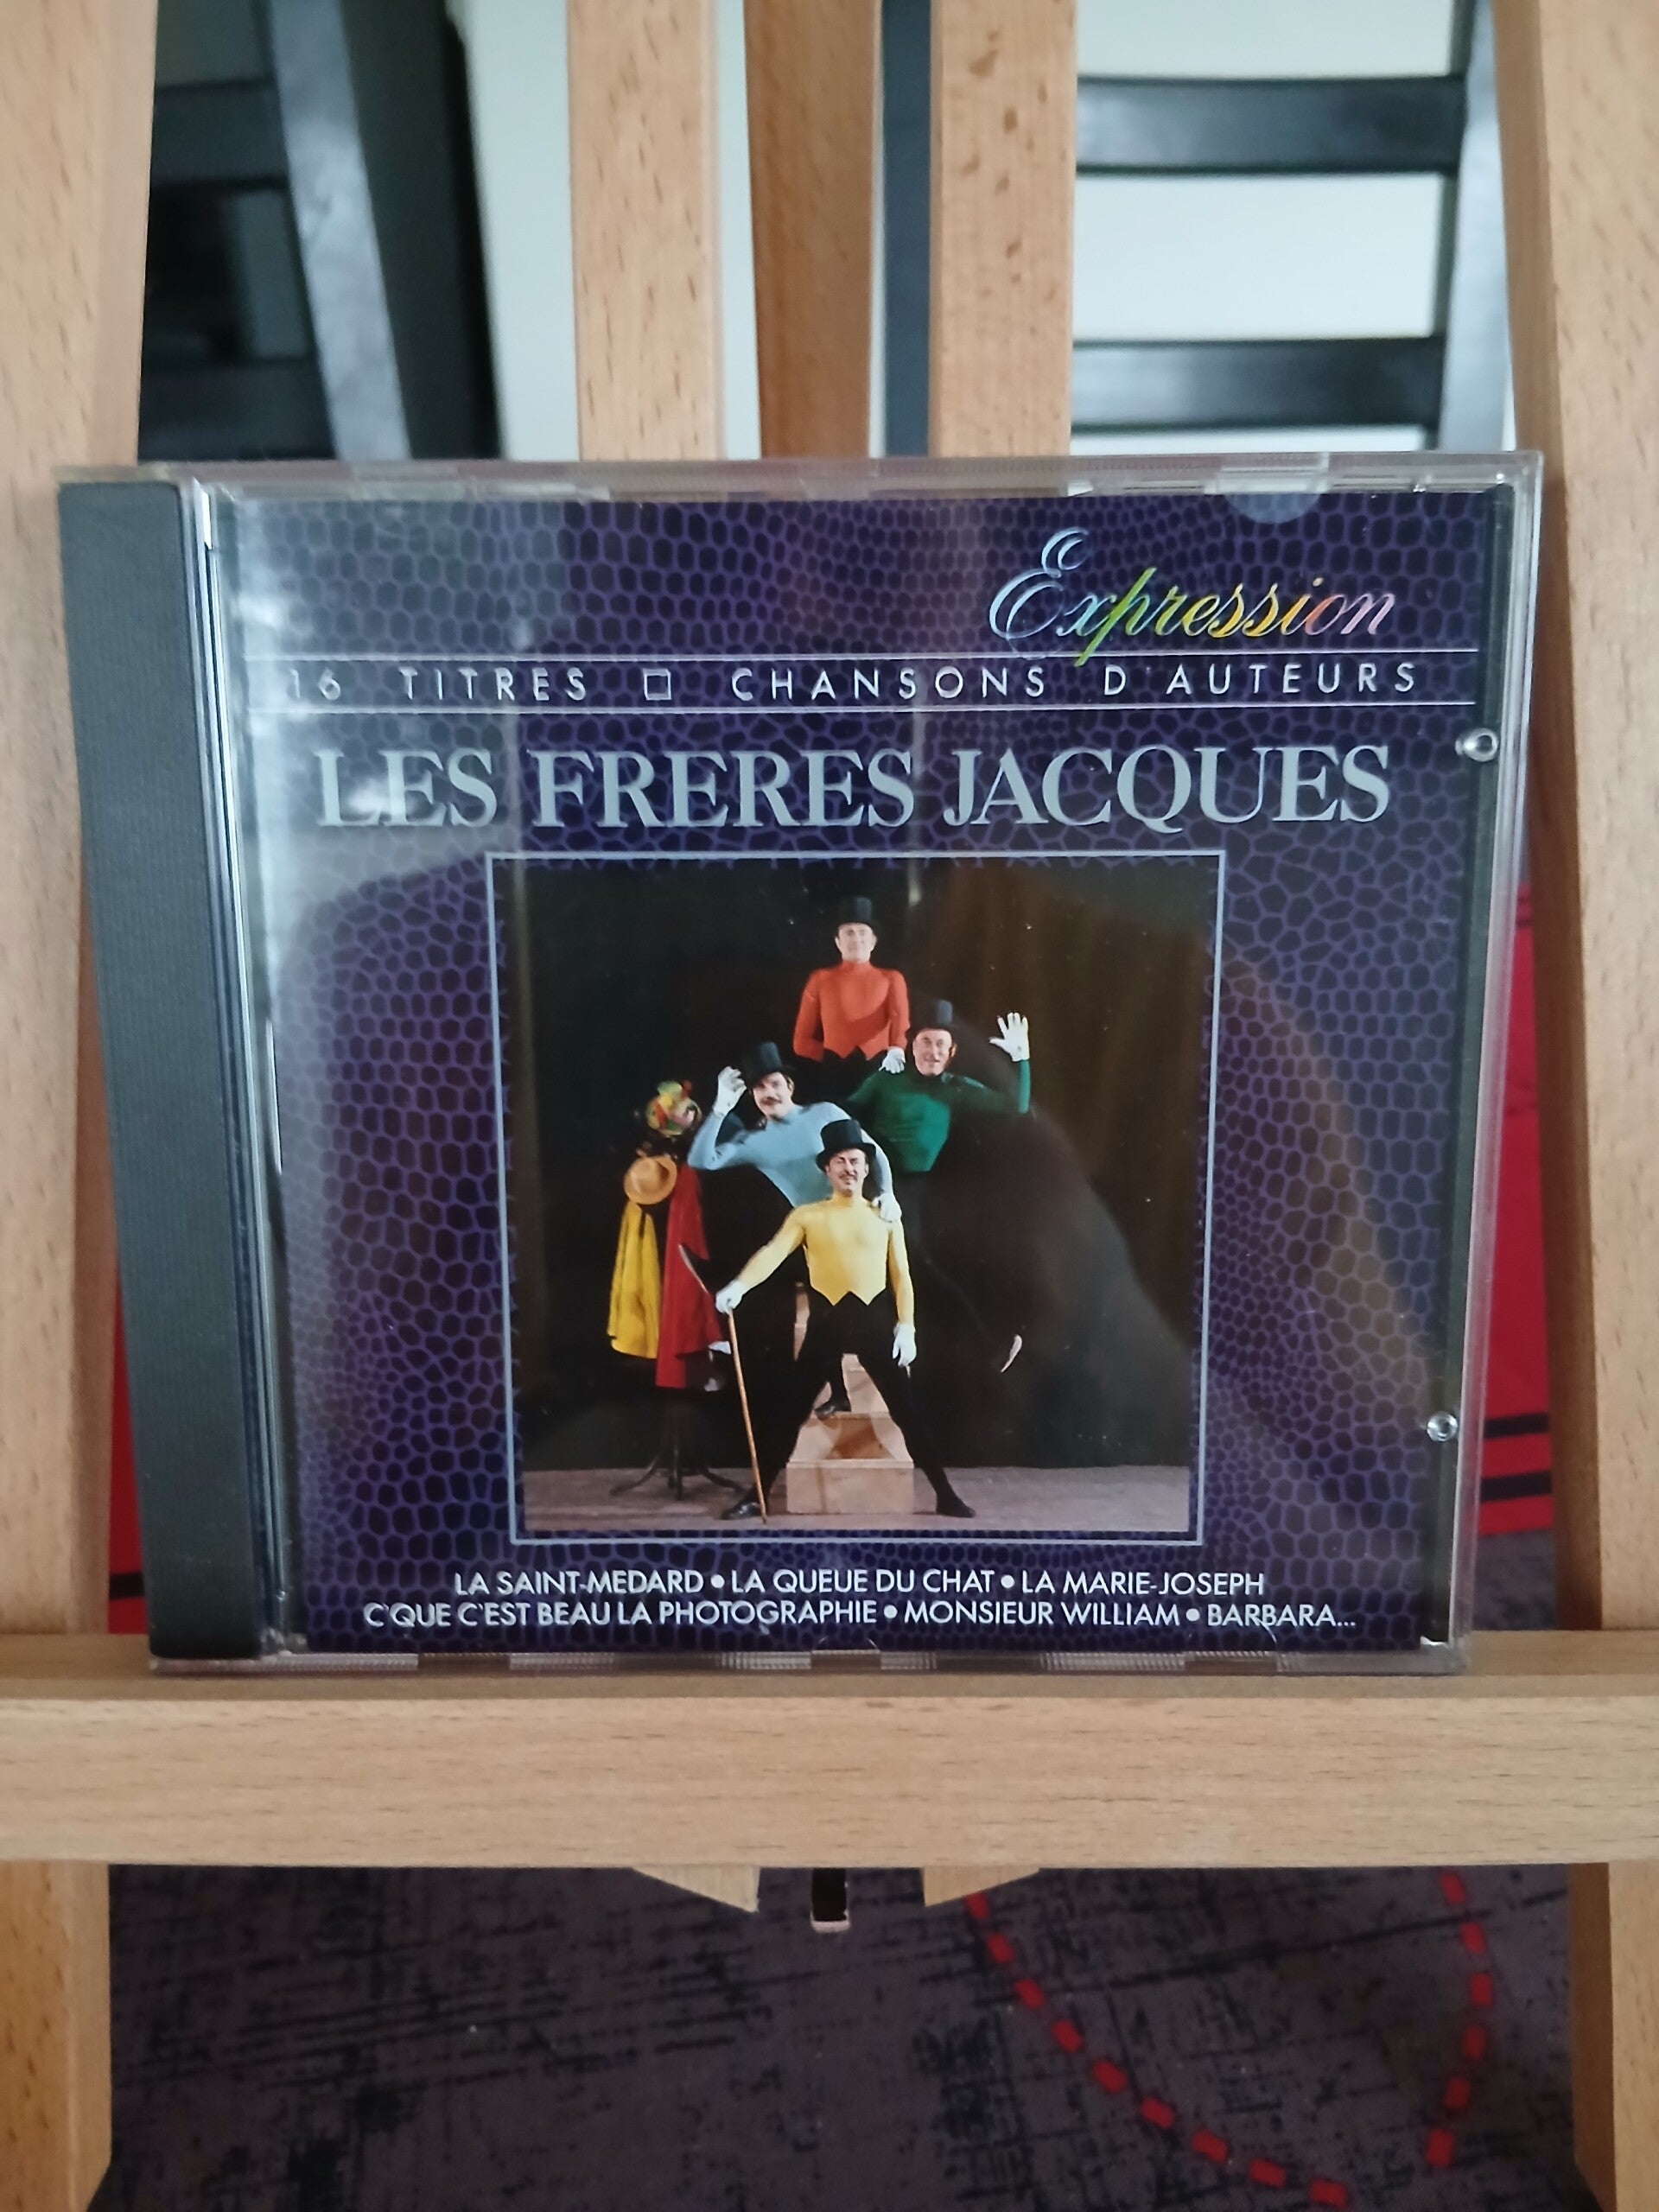 Expression
16 TITRES □ CHANSONS D'AUTEURS
LES FRERES JACQUES
LA SAINT-MEDARD • LA QUEUE DU CHAT • LA MARIE-JOSEPH
C'QUE C'EST BEAU LA PHOTOGRAPHIE • MONSIEUR WILLIAM • BARBARA...